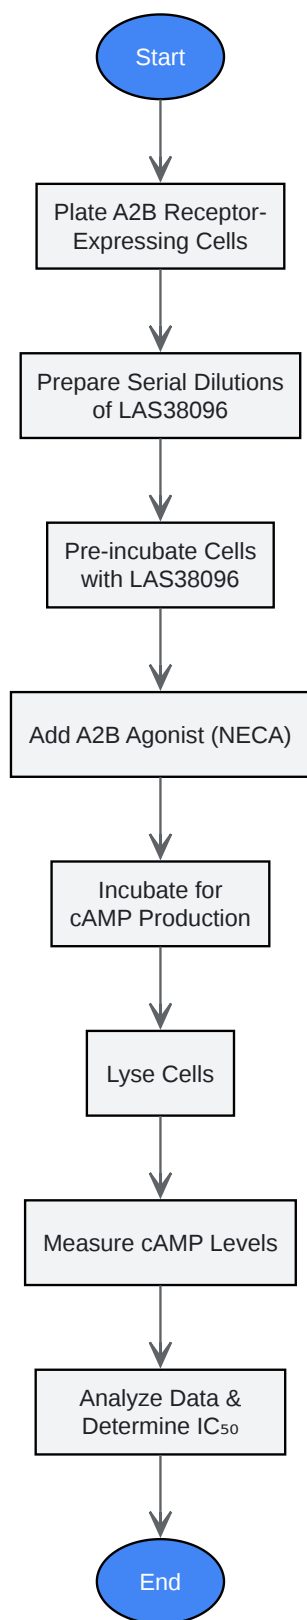 Start
Plate A2B Receptor-
Expressing Cells
Prepare Serial Dilutions
of LAS38096
Pre-incubate Cells
with LAS38096
Add A2B Agonist (NECA)
Incubate for
cAMP Production
Lyse Cells
Measure cAMP Levels
Analyze Data &
Determine IC₅₀
End